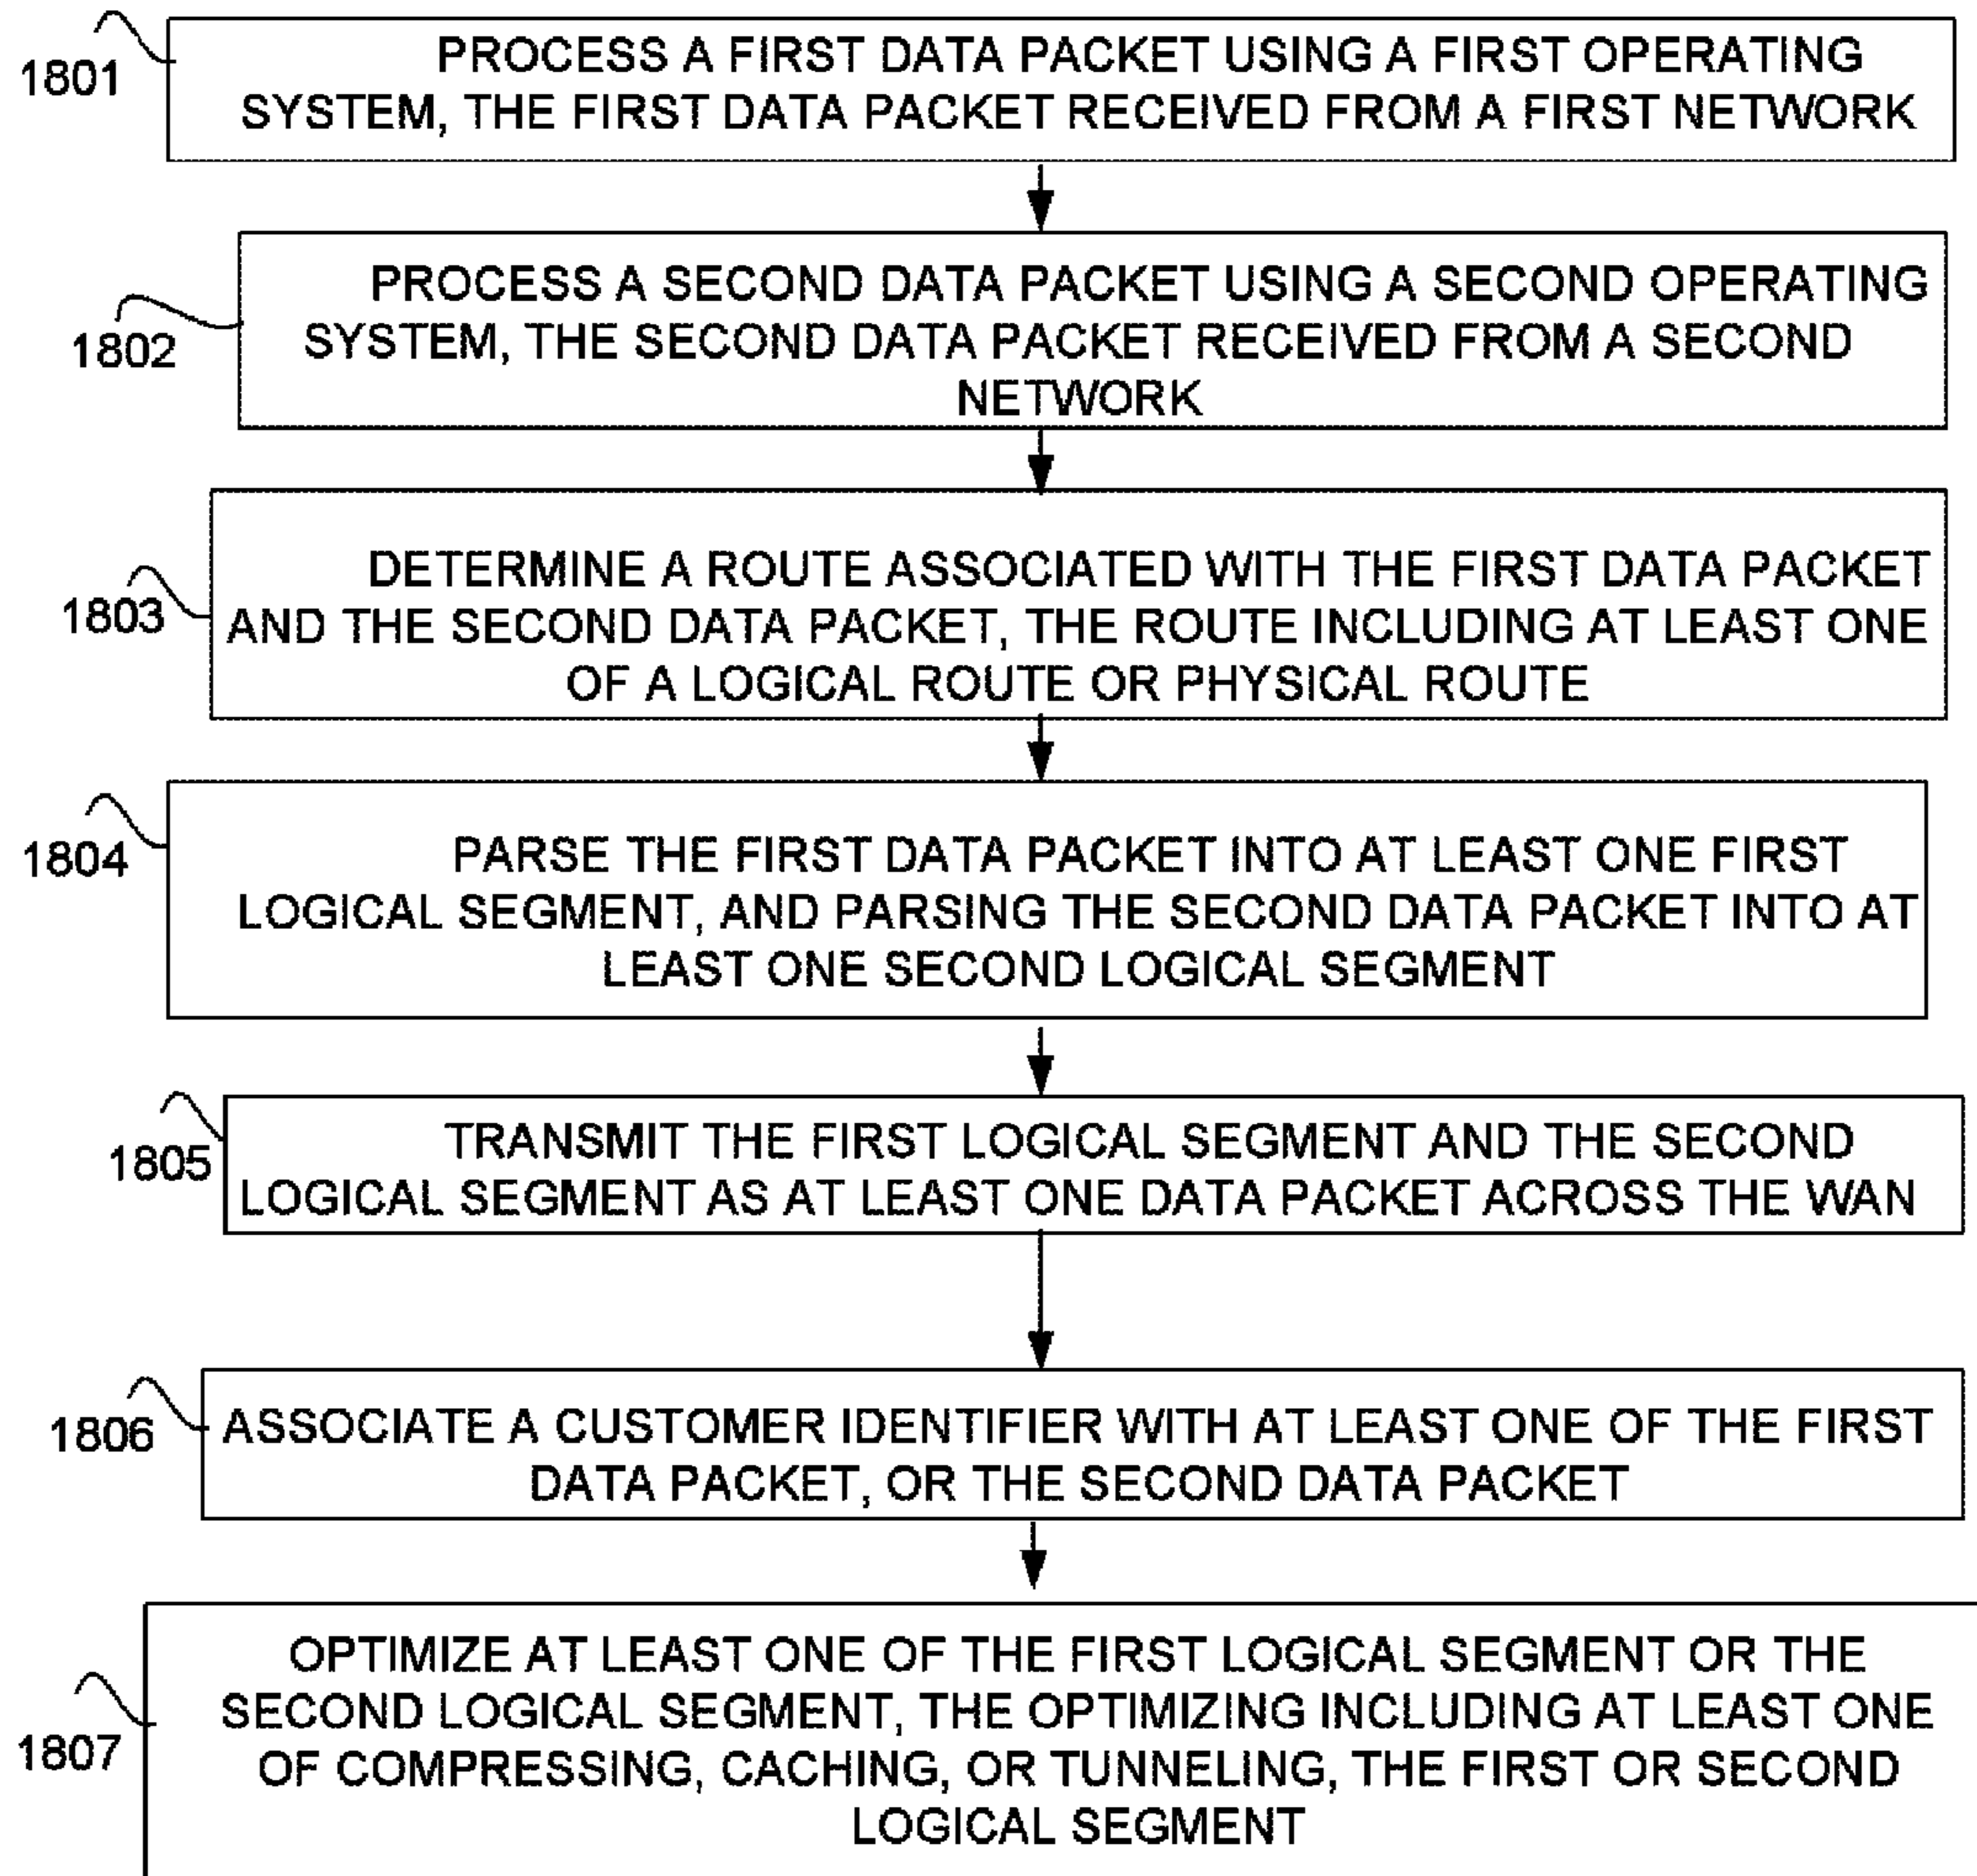 1801
PROCESS A FIRST DATA PACKET USING A FIRST OPERATING
SYSTEM, THE FIRST DATA PACKET RECEIVED FROM A FIRST NETWORK
1802
PROCESS A SECOND DATA PACKET USING A SECOND OPERATING
SYSTEM, THE SECOND DATA PACKET RECEIVED FROM A SECOND
NETWORK
1803
DETERMINE A ROUTE ASSOCIATED WITH THE FIRST DATA PACKET
AND THE SECOND DATA PACKET, THE ROUTE INCLUDING AT LEAST ONE
OF A LOGICAL ROUTE OR PHYSICAL ROUTE
1804
PARSE THE FIRST DATA PACKET INTO AT LEAST ONE FIRST
LOGICAL SEGMENT, AND PARSING THE SECOND DATA PACKET INTO AT
LEAST ONE SECOND LOGICAL SEGMENT
1805
TRANSMIT THE FIRST LOGICAL SEGMENT AND THE SECOND
LOGICAL SEGMENT AS AT LEAST ONE DATA PACKET ACROSS THE WAN
1806
ASSOCIATE A CUSTOMER IDENTIFIER WITH AT LEAST ONE OF THE FIRST
DATA PACKET, OR THE SECOND DATA PACKET
1807
OPTIMIZE AT LEAST ONE OF THE FIRST LOGICAL SEGMENT OR THE
SECOND LOGICAL SEGMENT, THE OPTIMIZING INCLUDING AT LEAST ONE
OF COMPRESSING, CACHING, OR TUNNELING, THE FIRST OR SECOND
LOGICAL SEGMENT